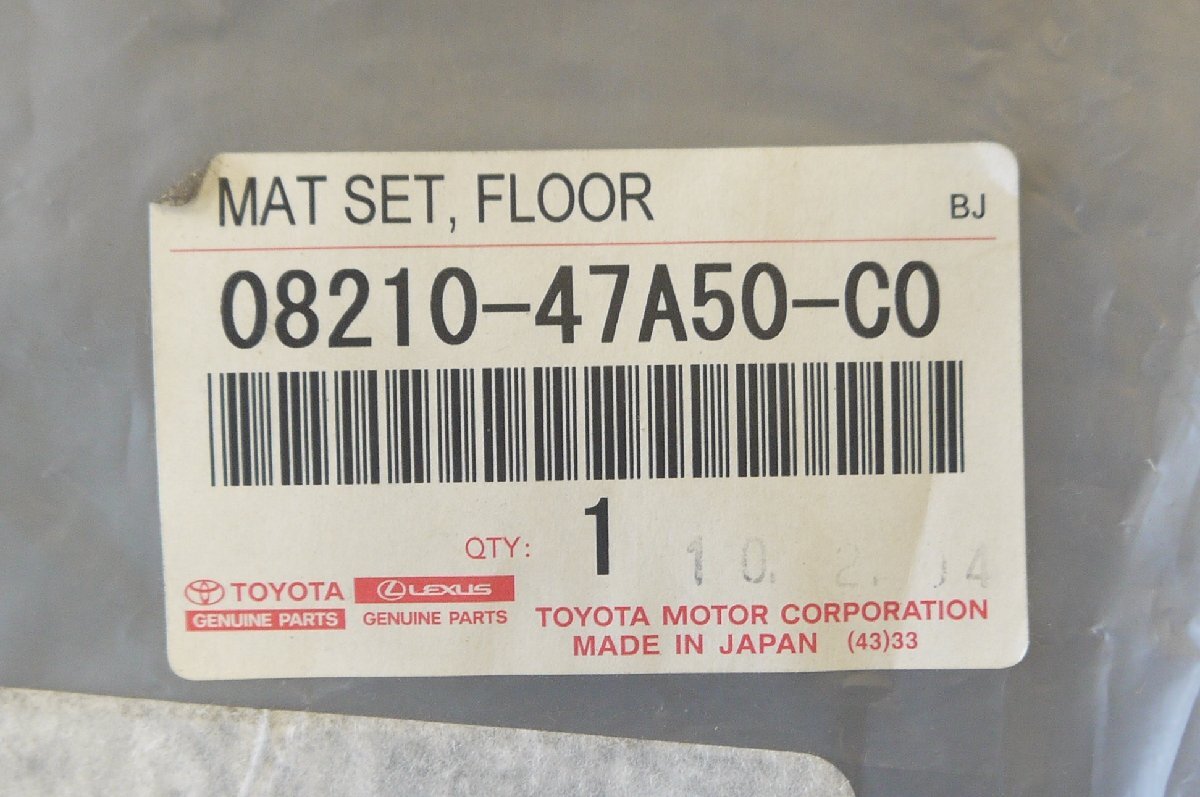 MAT SET, FLOOR
BJ
08210-47A50-C0
QTY: 1
TOYOTA
GENUINE PARTS
LEXUS
GENUINE PARTS
TOYOTA MOTOR CORPORATION
MADE IN JAPAN (43)33